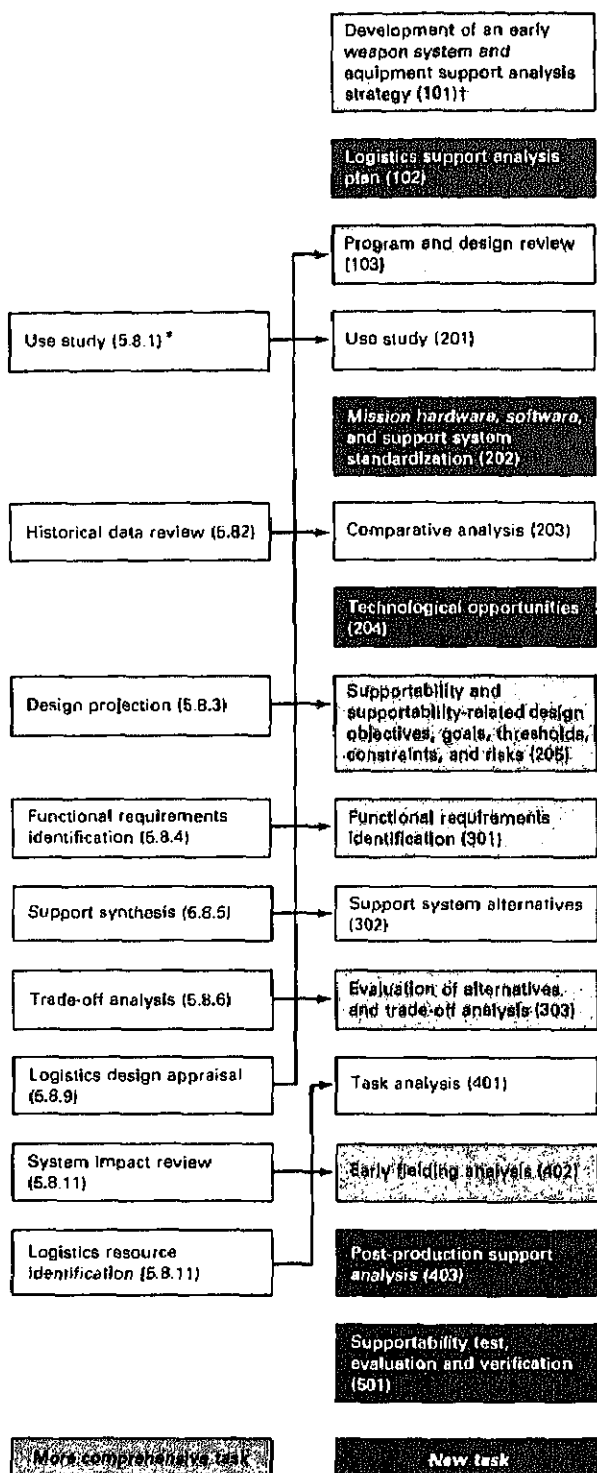 Development of an early
weapon system and
equipment support analysis
strategy (101)†
Logistics support analysis
plan (102)
Program and design review
(103)
Use study (5.8.1)*
Use study (201)
Mission hardware, software,
and support system
standardization (202)
Historical data review (5.82)
Comparative analysis (203)
Technological opportunities
(204)
Design projection (5.8.3)
Supportability and
supportability-related design
objectives, goals, thresholds,
constraints, and risks (205)
Functional requirements
identification (5.8.4)
Functional requirements
identification (301)
Support synthesis (5.8.5)
Support system alternatives
(302)
Trade-off analysis (5.8.6)
Evaluation of alternatives
and trade-off analysis (303)
Logistics design appraisal
(5.8.9)
Task analysis (401)
System impact review
(5.8.11)
Early fielding analysis (402)
Logistics resource
identification (5.8.11)
Post-production support
analysis (403)
Supportability test,
evaluation and verification
(501)
More comprehensive task
New task